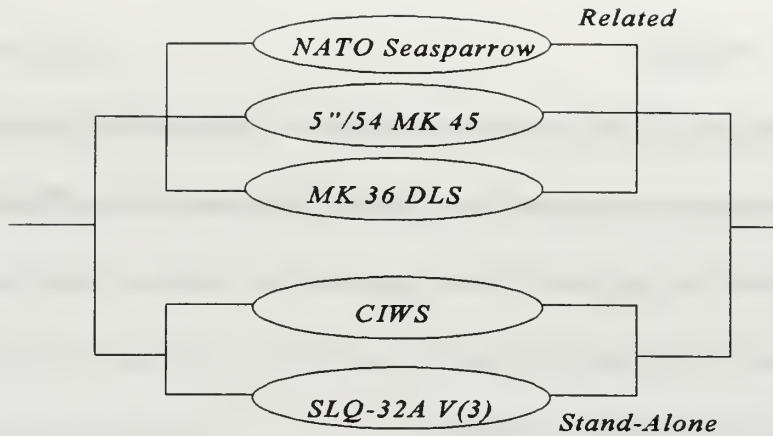 Related
NATO Seasparrow
5"/54 MK 45
MK 36 DLS
CIWS
SLQ-32A V(3)
Stand-Alone